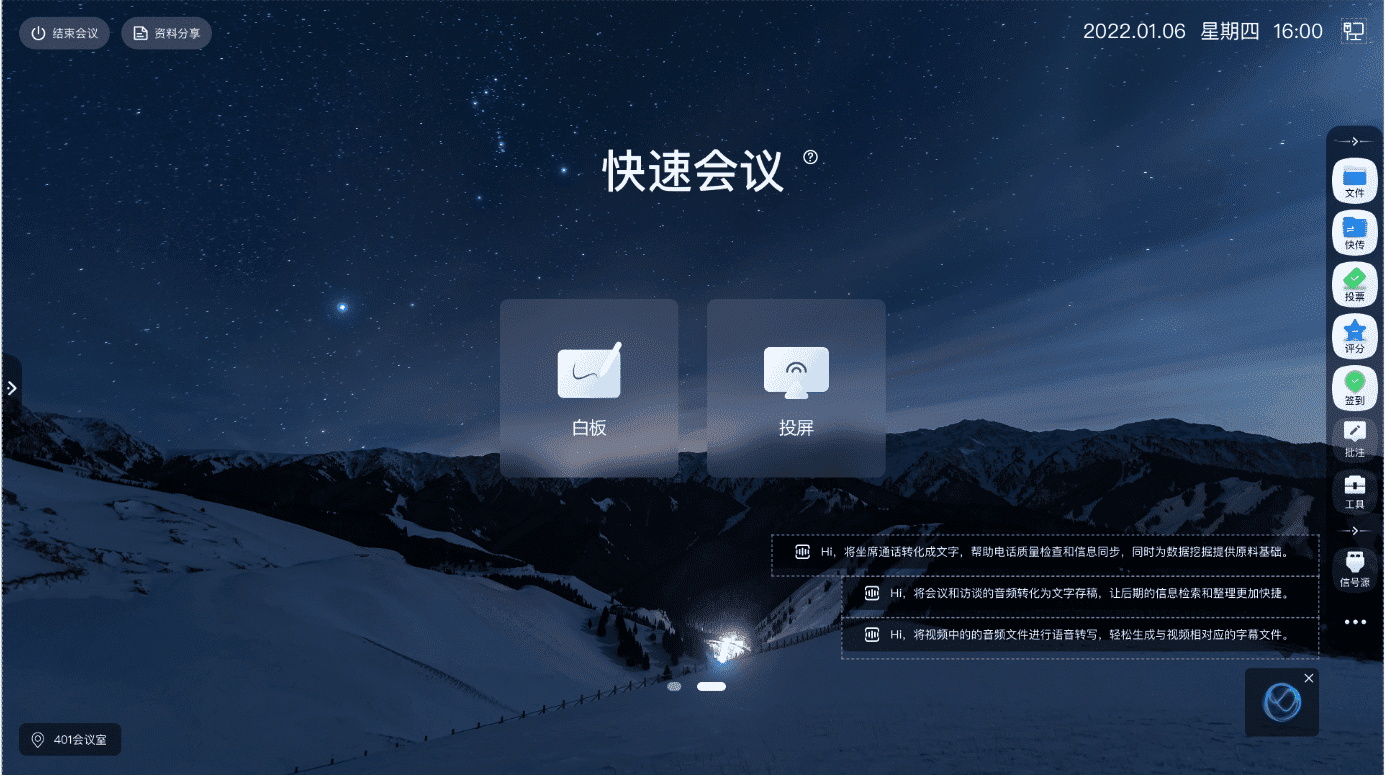 结束会议
资料分享
2022.01.06 星期四 16:00
快速会议
白板
投屏
文件
快传
投票
评分
签到
批注
工具
信号源
Hi，将坐席通话转化成文字，帮助电话质量检查和信息同步，同时为数据挖掘提供原料基础。
Hi，将会议和访谈的音频转化为文字存稿，让后期的信息检索和整理更加快捷。
Hi，将视频中的的音频文件进行语音转写，轻松生成与视频相对应的字幕文件。
401会议室